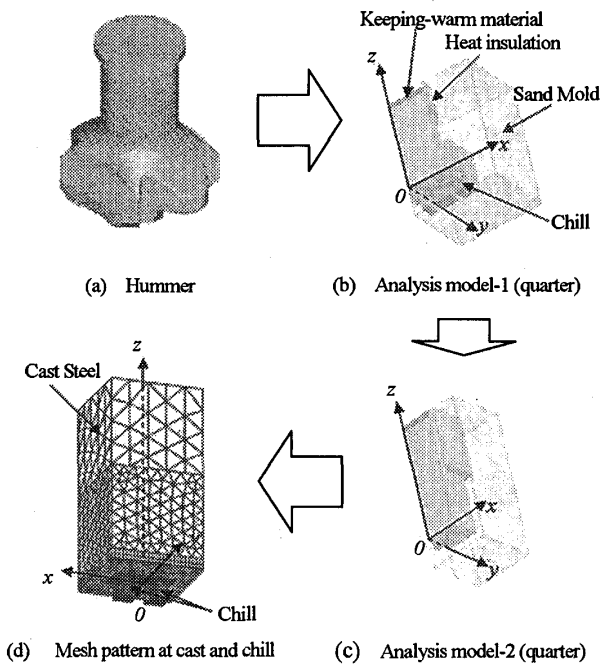 Keeping-warm material
Heat insulation
z
Sand Mold
x
0
y
Chill
(a) Hummer
(b) Analysis model-1 (quarter)
z
Cast Steel
x
0
Chill
z
x
0
y
(d) Mesh pattern at cast and chill
(c) Analysis model-2 (quarter)